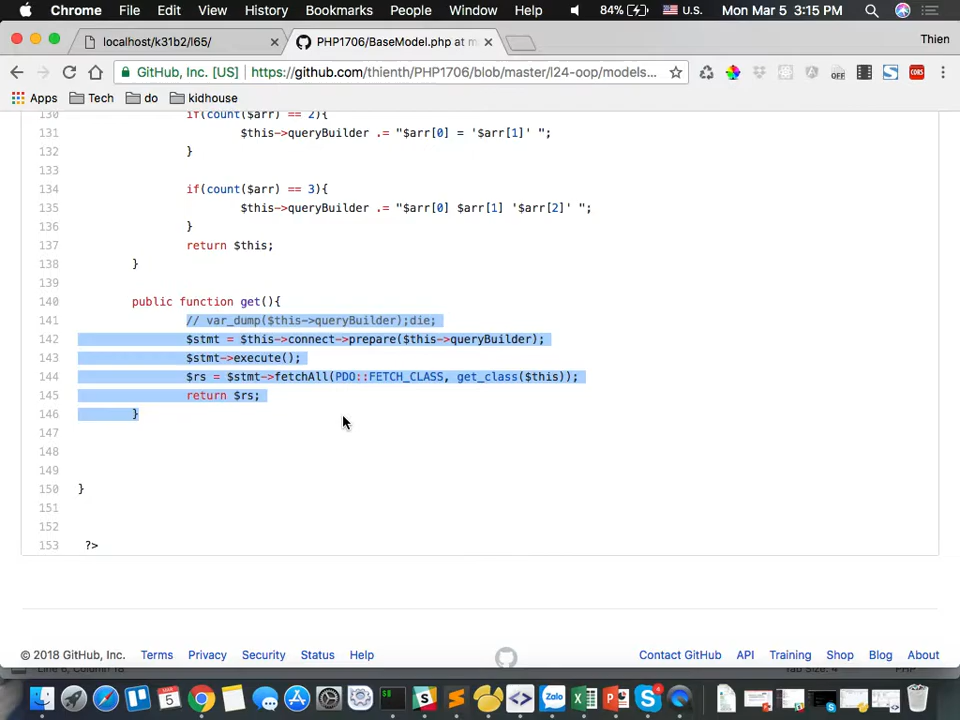 Chrome File Edit View History Bookmarks People Window Help 84% U.S. Mon Mar 5 3:15 PM
localhost/k31b2/l65/
PHP1706/BaseModel.php at m
Thien
GitHub, Inc. [US] https://github.com/thienth/PHP1706/blob/master/l24-oop/models...
OFF
CORS
Apps Tech do kidhouse
130 if(count($arr) == 2){
131 $this->queryBuilder .= "$arr[0] = '$arr[1]' ";
132 }
133
134 if(count($arr) == 3){
135 $this->queryBuilder .= "$arr[0] $arr[1] '$arr[2]' ";
136 }
137 return $this;
138 }
139
140 public function get(){
141 // var_dump($this->queryBuilder);die;
142 $stmt = $this->connect->prepare($this->queryBuilder);
143 $stmt->execute();
144 $rs = $stmt->fetchAll(PDO::FETCH_CLASS, get_class($this));
145 return $rs;
146 }
147
148
149
150 }
151
152
153 ?>
© 2018 GitHub, Inc. Terms Privacy Security Status Help
Contact GitHub API Training Shop Blog About
5
Zalo
4